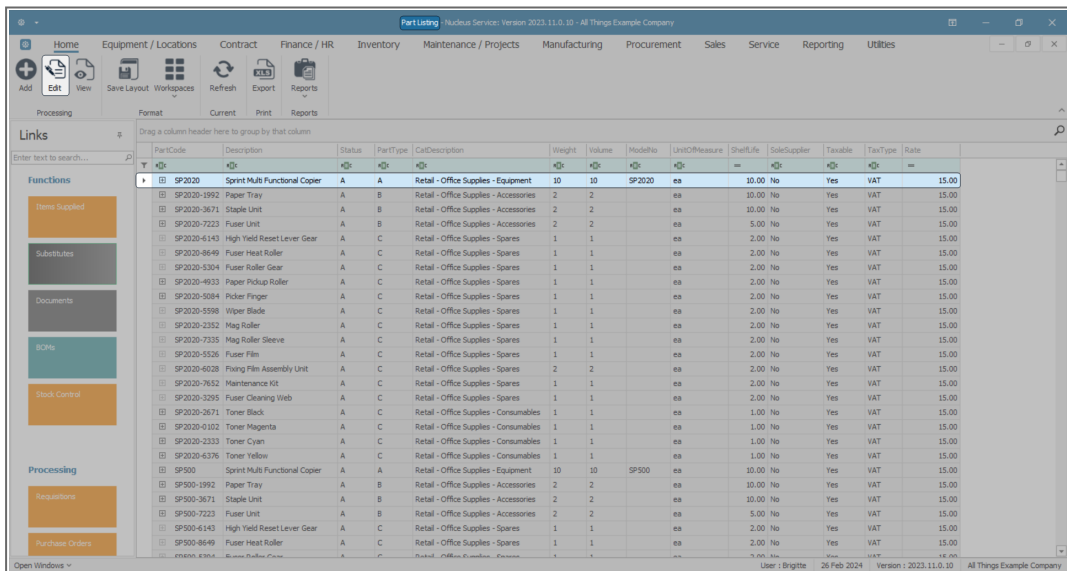 Part Listing - Nucleus Service: Version 2023.11.0.10 - All Things Example Company
Home Equipment / Locations Contract Finance / HR Inventory Maintenance / Projects Manufacturing Procurement Sales Service Reporting Utilities
Add Edit View Save Layout Workspaces Refresh Export Reports
Processing Format Current Print Reports
Links
Drag a column header here to group by that column
Enter text to search...
PartCode Description Status PartType CatDescription Weight Volume ModelNo UnitOfMeasure ShelfLife SoleSupplier Taxable TaxType Rate
Functions
Items Supplied
Substitutes
Documents
BOMs
Stock Control
Processing
Requisitions
Purchase Orders
SP2020 Sprint Multi Functional Copier A A Retail - Office Supplies - Equipment 10 10 SP2020 ea 10.00 No Yes VAT 15.00
SP2020-1992 Paper Tray A B Retail - Office Supplies - Accessories 2 2 ea 10.00 No Yes VAT 15.00
SP2020-3671 Staple Unit A B Retail - Office Supplies - Accessories 2 2 ea 10.00 No Yes VAT 15.00
SP2020-7223 Fuser Unit A B Retail - Office Supplies - Accessories 2 2 ea 5.00 No Yes VAT 15.00
SP2020-6143 High Yield Reset Lever Gear A C Retail - Office Supplies - Spares 1 1 ea 2.00 No Yes VAT 15.00
SP2020-8649 Fuser Heat Roller A C Retail - Office Supplies - Spares 1 1 ea 2.00 No Yes VAT 15.00
SP2020-5304 Fuser Roller Gear A C Retail - Office Supplies - Spares 1 1 ea 2.00 No Yes VAT 15.00
SP2020-4933 Paper Pickup Roller A C Retail - Office Supplies - Spares 1 1 ea 2.00 No Yes VAT 15.00
SP2020-5084 Picker Finger A C Retail - Office Supplies - Spares 1 1 ea 2.00 No Yes VAT 15.00
SP2020-5598 Wiper Blade A C Retail - Office Supplies - Spares 1 1 ea 2.00 No Yes VAT 15.00
SP2020-2352 Mag Roller A C Retail - Office Supplies - Spares 1 1 ea 2.00 No Yes VAT 15.00
SP2020-7335 Mag Roller Sleeve A C Retail - Office Supplies - Spares 1 1 ea 2.00 No Yes VAT 15.00
SP2020-5526 Fuser Film A C Retail - Office Supplies - Spares 1 1 ea 2.00 No Yes VAT 15.00
SP2020-6028 Fixing Film Assembly Unit A C Retail - Office Supplies - Spares 2 2 ea 2.00 No Yes VAT 15.00
SP2020-7652 Maintenance Kit A C Retail - Office Supplies - Spares 1 1 ea 2.00 No Yes VAT 15.00
SP2020-3295 Fuser Cleaning Web A C Retail - Office Supplies - Spares 1 1 ea 2.00 No Yes VAT 15.00
SP2020-2671 Toner Black A C Retail - Office Supplies - Consumables 1 1 ea 1.00 No Yes VAT 15.00
SP2020-0102 Toner Magenta A C Retail - Office Supplies - Consumables 1 1 ea 1.00 No Yes VAT 15.00
SP2020-2333 Toner Cyan A C Retail - Office Supplies - Consumables 1 1 ea 1.00 No Yes VAT 15.00
SP2020-6376 Toner Yellow A C Retail - Office Supplies - Consumables 1 1 ea 1.00 No Yes VAT 15.00
SP500 Sprint Multi Functional Copier A A Retail - Office Supplies - Equipment 10 10 SP500 ea 10.00 No Yes VAT 15.00
SP500-1992 Paper Tray A B Retail - Office Supplies - Accessories 2 2 ea 10.00 No Yes VAT 15.00
SP500-3671 Staple Unit A B Retail - Office Supplies - Accessories 2 2 ea 10.00 No Yes VAT 15.00
SP500-7223 Fuser Unit A B Retail - Office Supplies - Accessories 2 2 ea 5.00 No Yes VAT 15.00
SP500-6143 High Yield Reset Lever Gear A C Retail - Office Supplies - Spares 1 1 ea 2.00 No Yes VAT 15.00
SP500-8649 Fuser Heat Roller A C Retail - Office Supplies - Spares 1 1 ea 2.00 No Yes VAT 15.00
Open Windows User : Brigitte 26 Feb 2024 Version : 2023.11.0.10 All Things Example Company